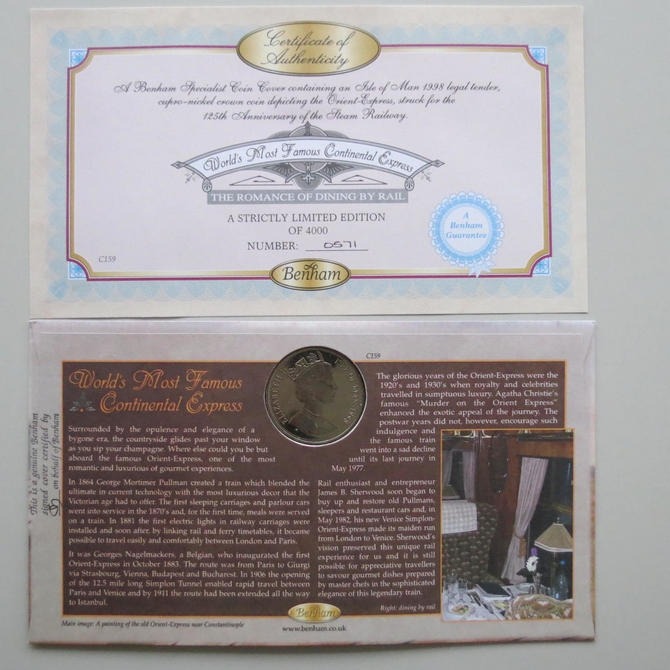 Certificate of
Authenticity
A Benham Specialist Coin Cover containing an Isle of Man 1998 legal tender,
cupro-nickel crown coin depicting the Orient-Express, struck for the
125th Anniversary of the Steam Railway.
World's Most Famous Continental Express
THE ROMANCE OF DINING BY RAIL
A STRICTLY LIMITED EDITION
OF 4000
NUMBER: 0571
A
Benham
Guarantee
C159
Benham
C159
World's Most Famous
Continental Express
Surrounded by the opulence and elegance of a
bygone era, the countryside glides past your window
as you sip your champagne. Where else could you be but
aboard the famous Orient-Express, one of the most
romantic and luxurious of gourmet experiences.
In 1864 George Mortimer Pullman created a train which blended the
ultimate in current technology with the most luxurious decor that the
Victorian age had to offer. The first sleeping carriages and parlour cars
went into service in the 1870's and, for the first time, meals were served
on a train. In 1881 the first electric lights in railway carriages were
installed and soon after, by linking rail and ferry timetables, it became
possible to travel easily and comfortably between London and Paris.
It was Georges Nagelmackers, a Belgian, who inaugurated the first
Orient-Express in October 1883. The route was from Paris to Giurgi
via Strasbourg, Vienna, Budapest and Bucharest. In 1906 the opening
of the 12.5 mile long Simplon Tunnel enabled rapid travel between
Paris and Venice and by 1911 the route had been extended all the way
to Istanbul.
ELIZABETH II
The glorious years of the Orient-Express were the
1920's and 1930's when royalty and celebrities
travelled in sumptuous luxury. Agatha Christie's
famous "Murder on the Orient Express"
enhanced the exotic appeal of the journey. The
postwar years did not, however, encourage such
indulgence and
the famous train
went into a sad decline
until its last journey in
May 1977.
Rail enthusiast and entrepreneur
James B. Sherwood soon began to
buy up and restore old Pullmans,
sleepers and restaurant cars and, in
May 1982, his new Venice Simplon-
Orient-Express made its maiden run
from London to Venice. Sherwood's
vision preserved this unique rail
experience for us and it is still
possible for appreciative travellers
to savour gourmet dishes prepared
by master chefs in the sophisticated
elegance of this legendary train.
Right: dining by rail
This is a genuine Benham
signed cover certified by
on behalf of Benham
Benham
Main image: A painting of the old Orient-Express near Constantinople
www.benham.co.uk